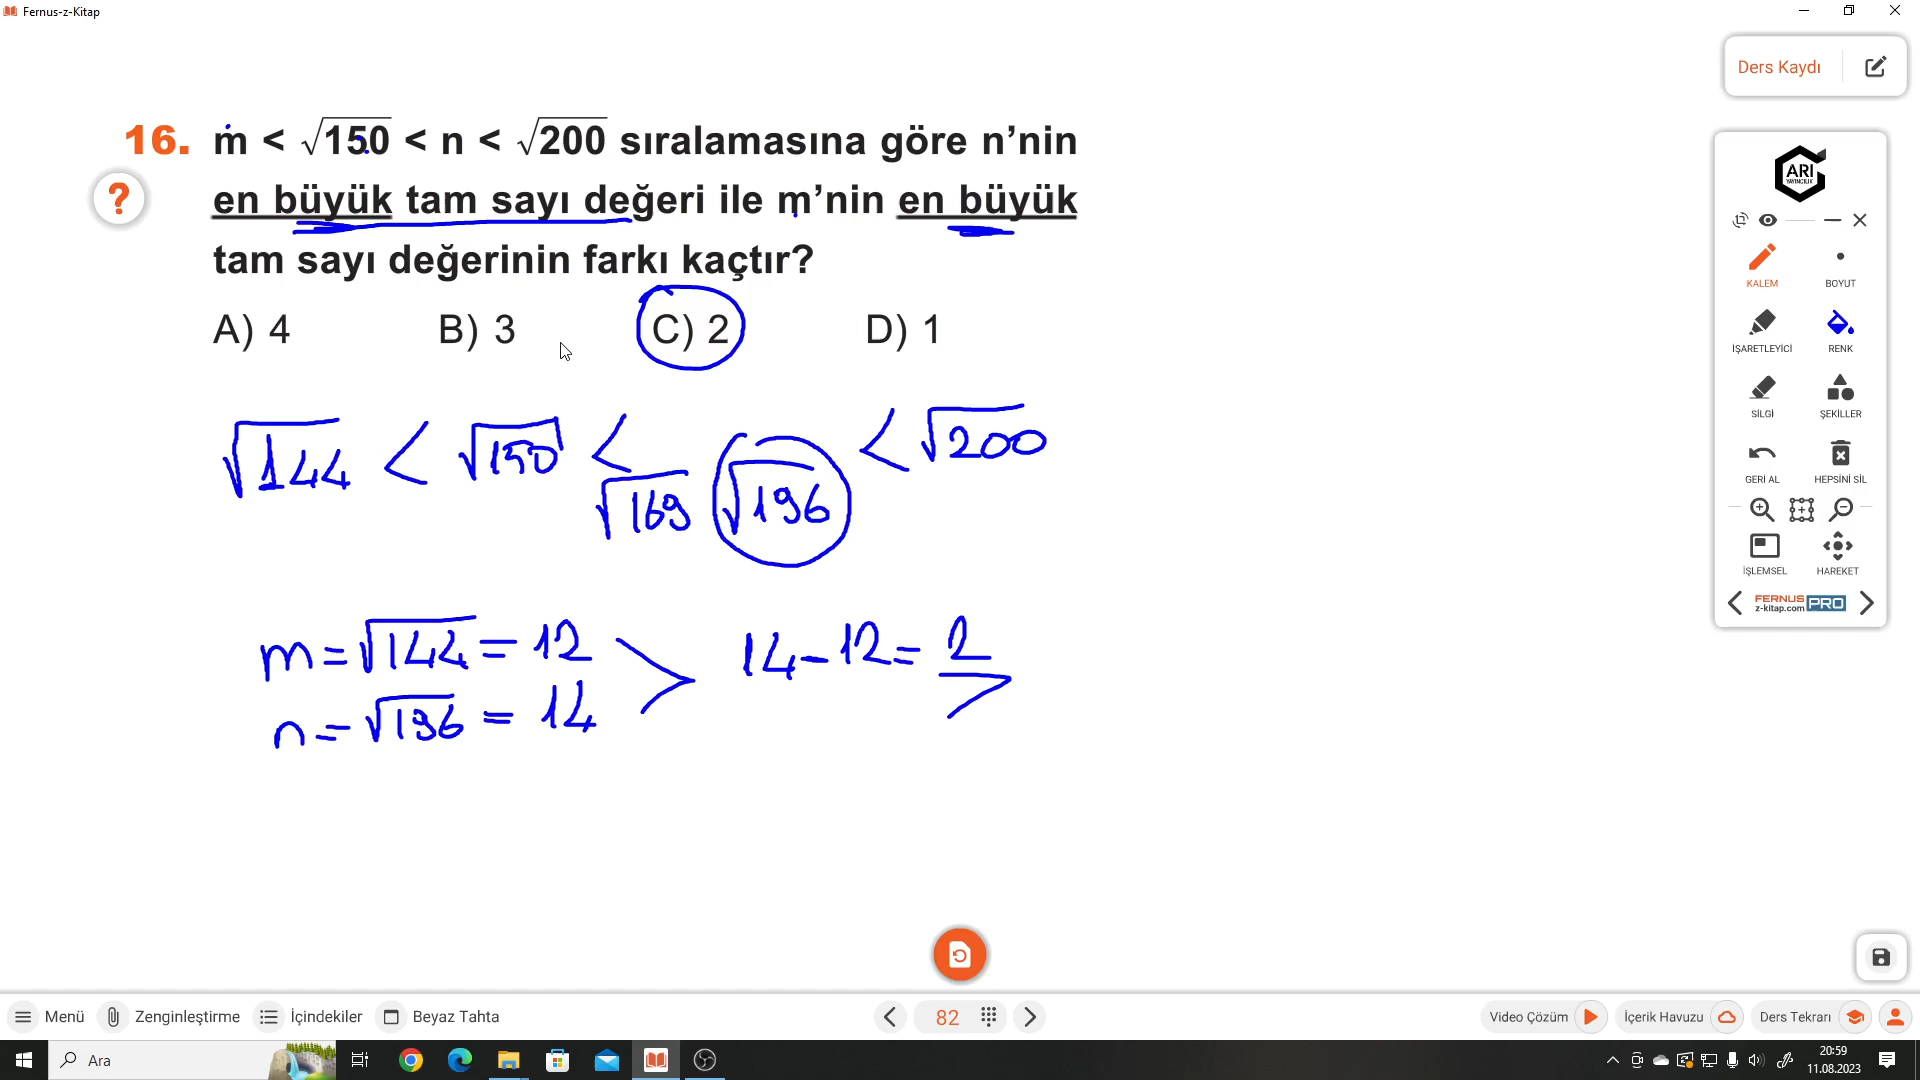 Fernus-z-Kitap
Ders Kaydı
16. m < √150 < n < √200 sıralamasına göre n’nin
en büyük tam sayı değeri ile m’nin en büyük
tam sayı değerinin farkı kaçtır?
A) 4 B) 3 C) 2 D) 1
√144 < √150 < √169 √196 < √200
m = √144 = 12
n = √196 = 14
14 - 12 = 2
ARI
YAYINCILIK
KALEM BOYUT
İŞARETLEYİCİ RENK
SİLGİ ŞEKİLLER
GERİ AL HEPSİNİ SİL
İŞLEMSEL HAREKET
FERNUS
z-kitap.com PRO
Menü Zenginleştirme İçindekiler Beyaz Tahta 82 Video Çözüm İçerik Havuzu Ders Tekrarı
Ara
20:59
11.08.2023